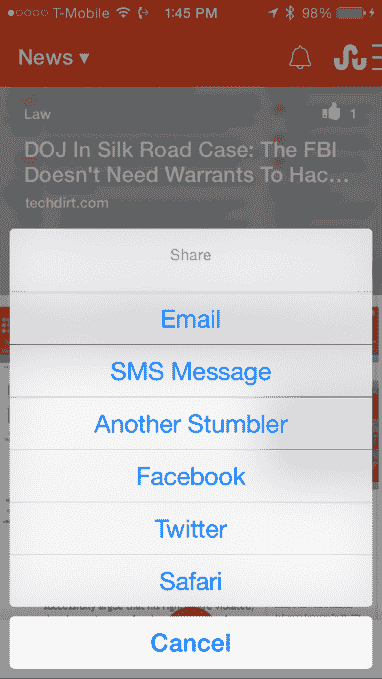 T-Mobile 1:45 PM 98%
News ▾
Law 1
DOJ In Silk Road Case: The FBI
Doesn't Need Warrants To Hac...
techdirt.com
Share
Email
SMS Message
Another Stumbler
Facebook
Twitter
Safari
Cancel